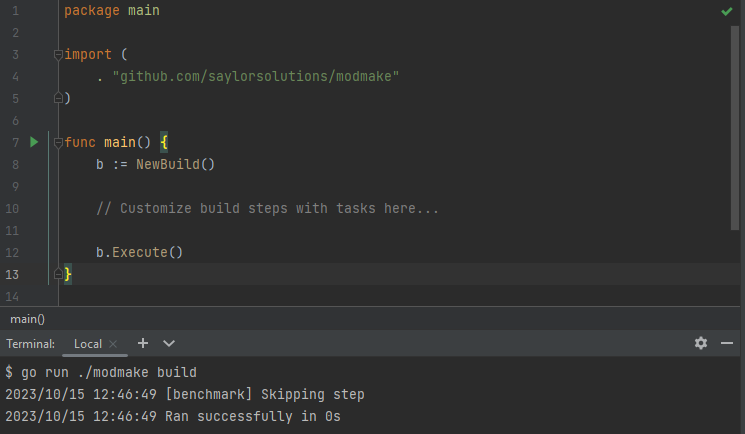 1 package main
2
3 import (
4 . "github.com/saylorsolutions/modmake"
5 )
6
7 func main() {
8 b := NewBuild()
9
10 // Customize build steps with tasks here...
11
12 b.Execute()
13 }
14
main()
Terminal: Local
$ go run ./modmake build
2023/10/15 12:46:49 [benchmark] Skipping step
2023/10/15 12:46:49 Ran successfully in 0s